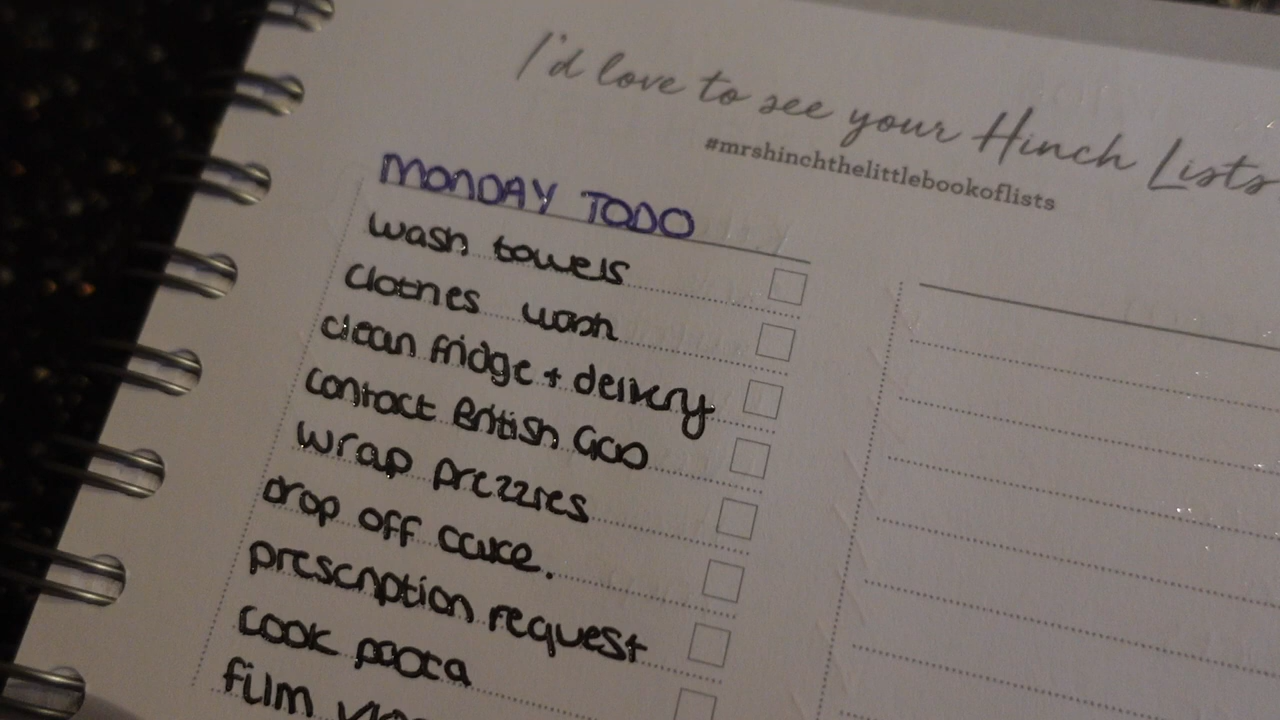 I'd love to see your Hinch Lists
#mrshinchthelittlebookoflists
MONDAY TODO
wash towels
clothes wash
clean fridge + delivery
contact British Gas
wrap prezzies
drop off cake.
prescription request
cook pasta
film